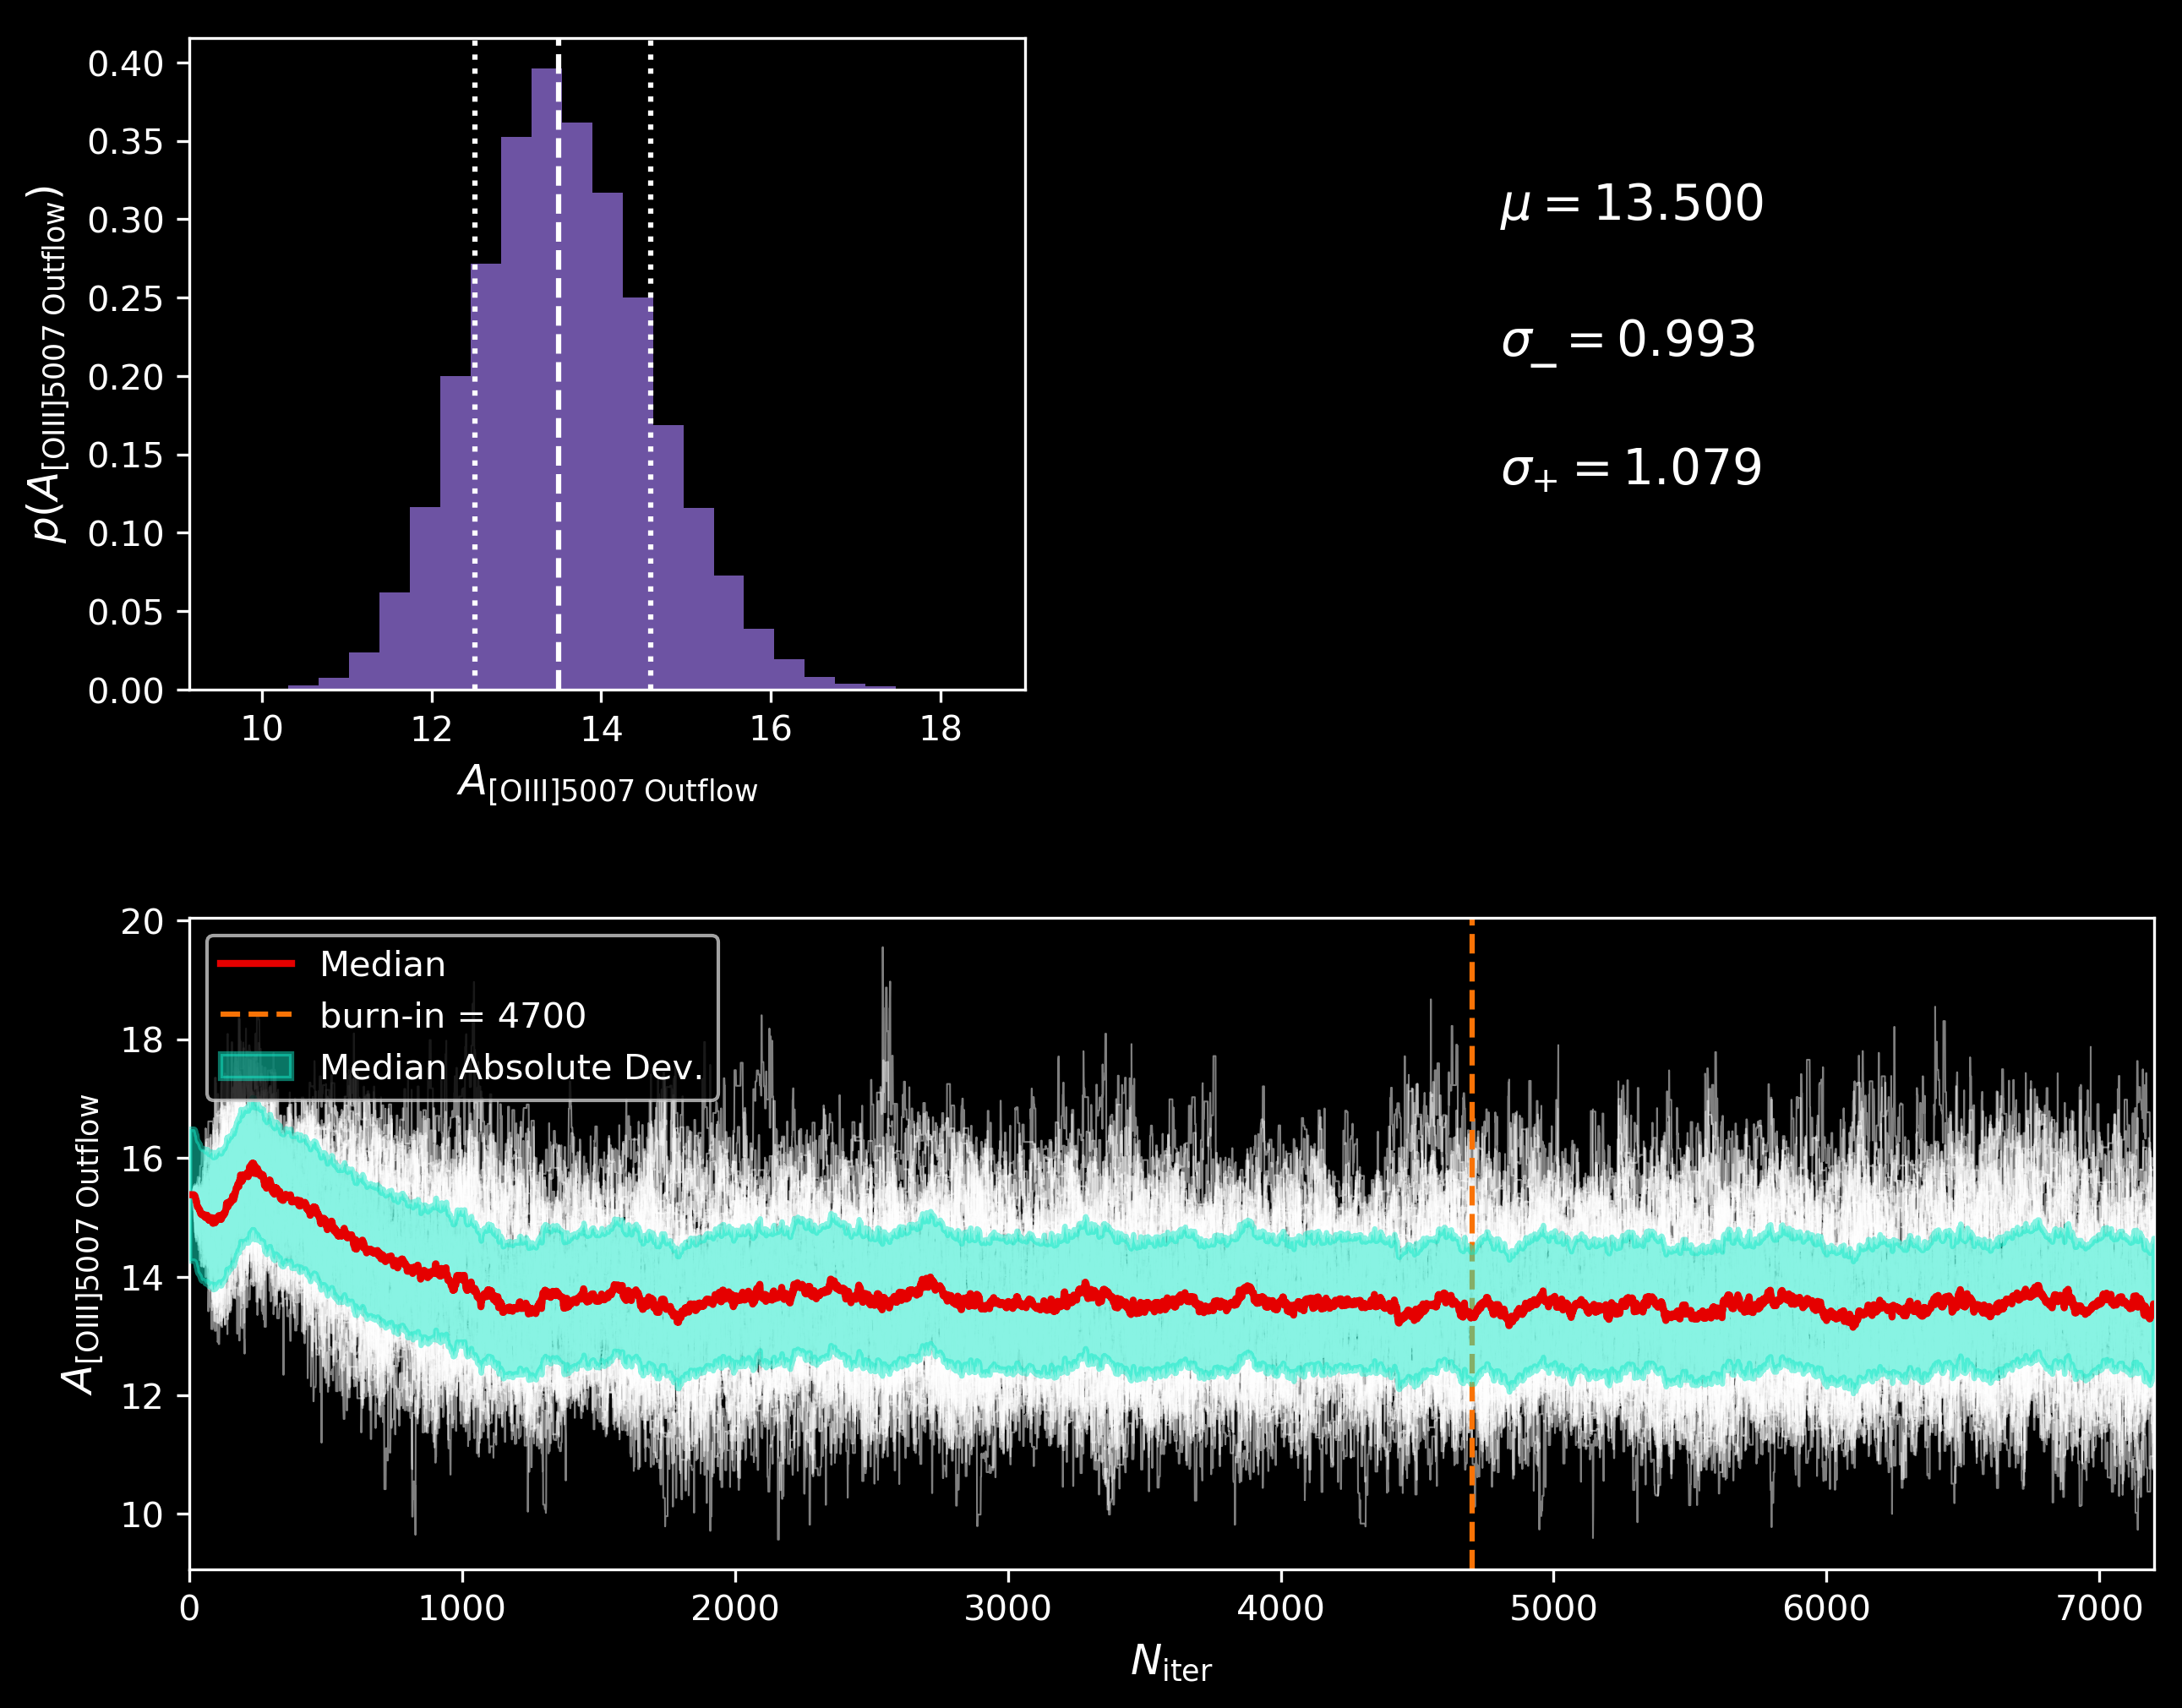 0.40
0.35
0.30
0.25
0.20
0.15
0.10
0.05
0.00
p(A[OIII]5007 Outflow)
10 12 14 16 18
A[OIII]5007 Outflow
μ = 13.500
σ− = 0.993
σ+ = 1.079
20
18
16
14
12
10
A[OIII]5007 Outflow
Median
burn-in = 4700
Median Absolute Dev.
0 1000 2000 3000 4000 5000 6000 7000
Niter